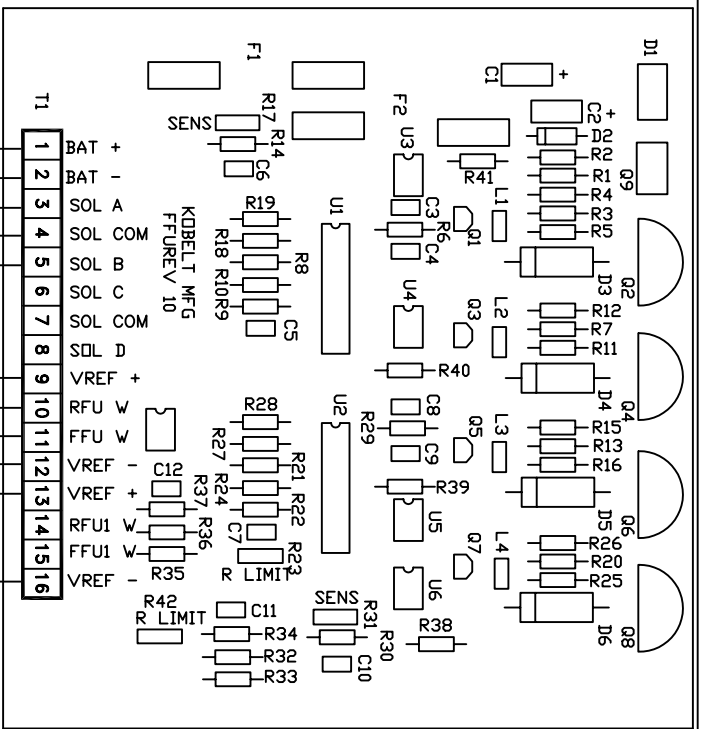 F1
D1
C1 +
T1
R17
F2
C2 +
SENS
D2
R14
U3
R2
1 BAT +
C6
R41
R1
Q9
2 BAT -
R4
3 SOL A
R19
U1
C3
L1
R3
4 SOL COM
R18
R6
Q1
R5
KOBELT MFG
FFUREV 10
5 SOL B
R8
C4
D3
Q2
6 SOL C
R10
U4
7 SOL COM
R9
C5
Q3
L2
R12
R7
8 SOL D
R11
9 VREF +
R40
D4
Q4
10 RFU W
R28
U2
C8
11 FFU W
R27
R29
Q5
L3
R15
R13
12 VREF -
C12
R21
C9
R16
13 VREF +
R37
R24
R39
D5
Q6
14 RFU1 W
R36
R22
U5
15 FFU1 W
C7
R23
Q7
L4
R26
R20
R35
R LIMIT
16 VREF -
U6
R25
R42
R LIMIT
C11
SENS
R31
R38
D6
Q8
R34
R30
R32
C10
R33